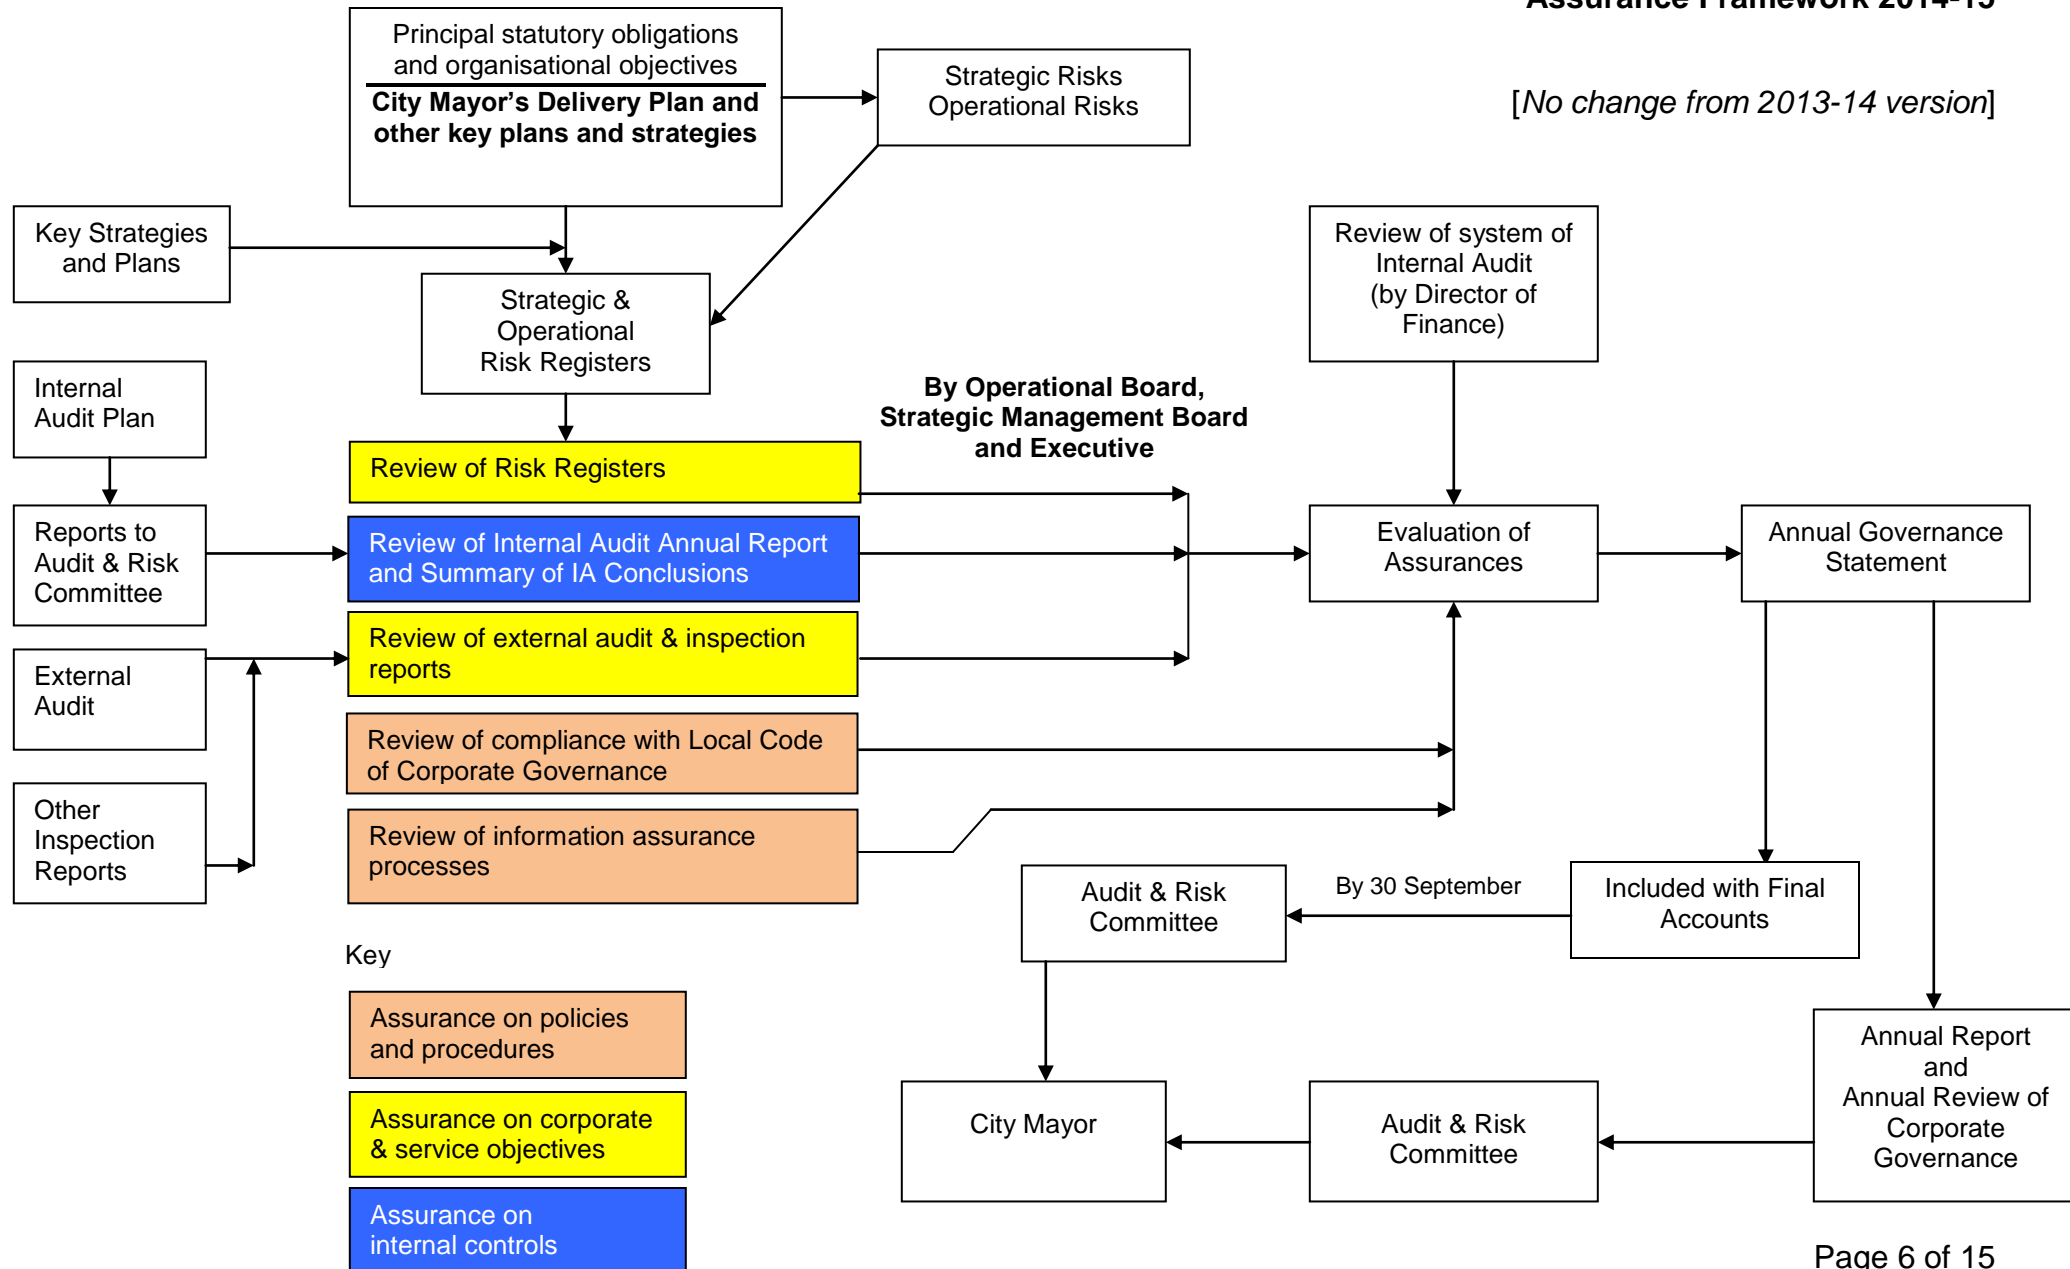 Assurance Framework 2014-15
[No change from 2013-14 version]
Principal statutory obligations
and organisational objectives
City Mayor’s Delivery Plan and
other key plans and strategies
Strategic Risks
Operational Risks
Key Strategies
and Plans
Strategic &
Operational
Risk Registers
Review of system of
Internal Audit
(by Director of
Finance)
Internal
Audit Plan
By Operational Board,
Strategic Management Board
and Executive
Review of Risk Registers
Reports to
Audit & Risk
Committee
Review of Internal Audit Annual Report
and Summary of IA Conclusions
Evaluation of
Assurances
Annual Governance
Statement
External
Audit
Review of external audit & inspection
reports
Review of compliance with Local Code
of Corporate Governance
Other
Inspection
Reports
Review of information assurance
processes
Audit & Risk
Committee
By 30 September
Included with Final
Accounts
Key
Assurance on policies
and procedures
Assurance on corporate
& service objectives
Assurance on
internal controls
City Mayor
Audit & Risk
Committee
Annual Report
and
Annual Review of
Corporate
Governance
Page 6 of 15